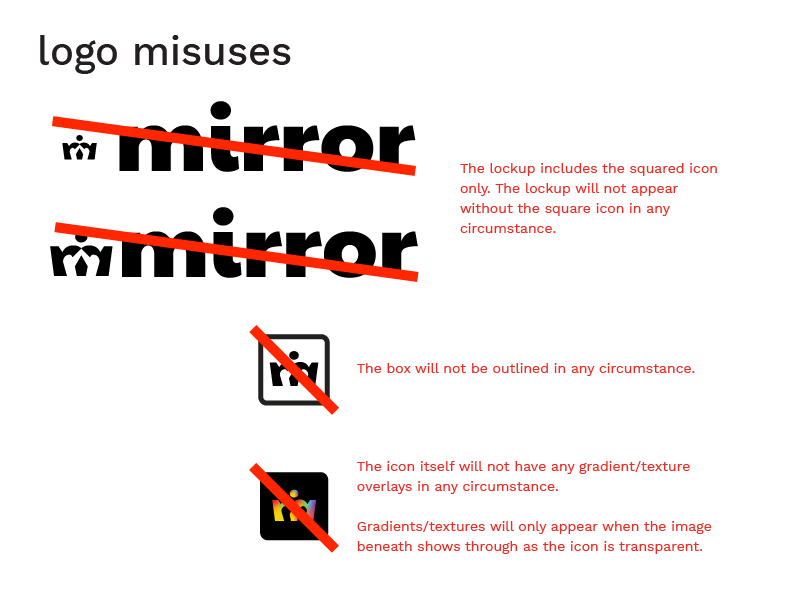 logo misuses
mirror
The lockup includes the squared icon
only. The lockup will not appear
without the square icon in any
circumstance.
mirror
The box will not be outlined in any circumstance.
The icon itself will not have any gradient/texture
overlays in any circumstance.
Gradients/textures will only appear when the image
beneath shows through as the icon is transparent.